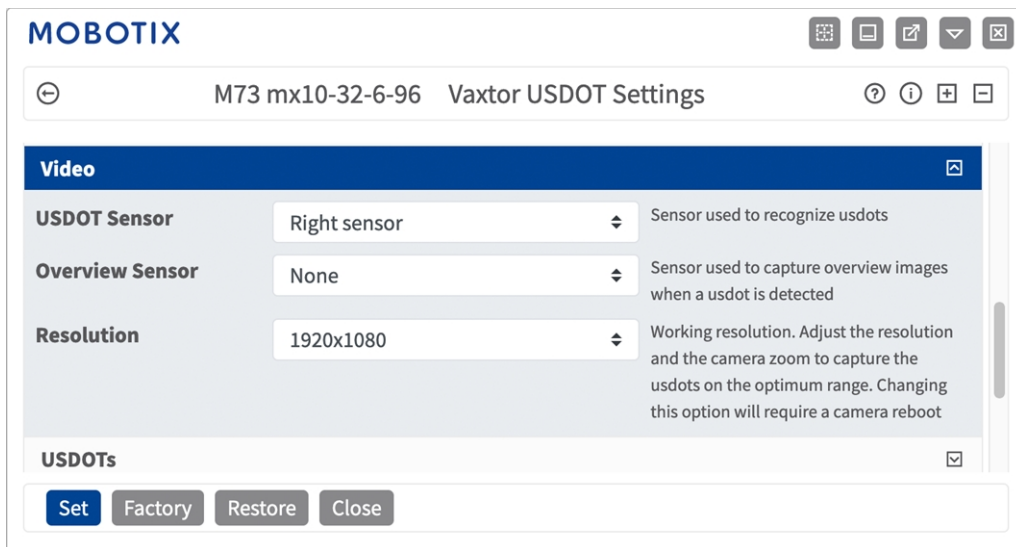 MOBOTIX
M73 mx10-32-6-96 Vaxtor USDOT Settings
Video
USDOT Sensor
Right sensor
Sensor used to recognize usdots
Overview Sensor
None
Sensor used to capture overview images
when a usdot is detected
Resolution
1920x1080
Working resolution. Adjust the resolution
and the camera zoom to capture the
usdots on the optimum range. Changing
this option will require a camera reboot
USDOTs
Set
Factory
Restore
Close